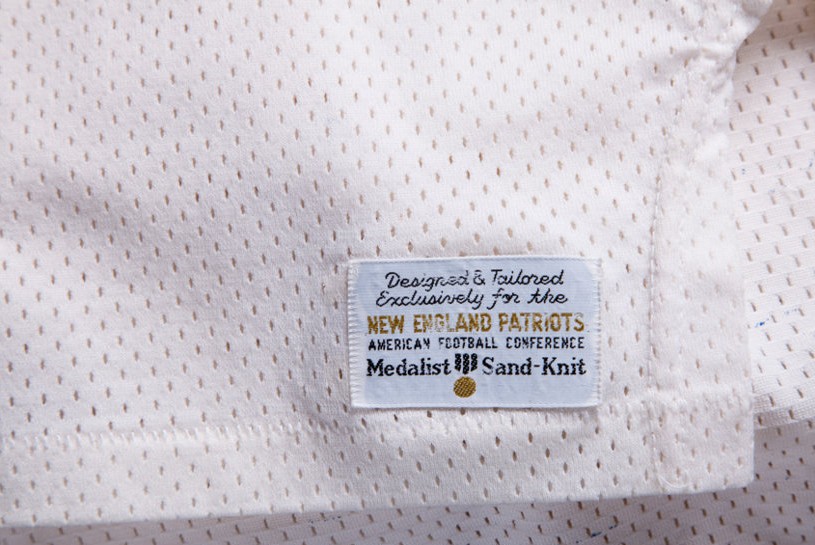 Designed & Tailored
Exclusively for the
NEW ENGLAND PATRIOTS
AMERICAN FOOTBALL CONFERENCE
Medalist Sand-Knit